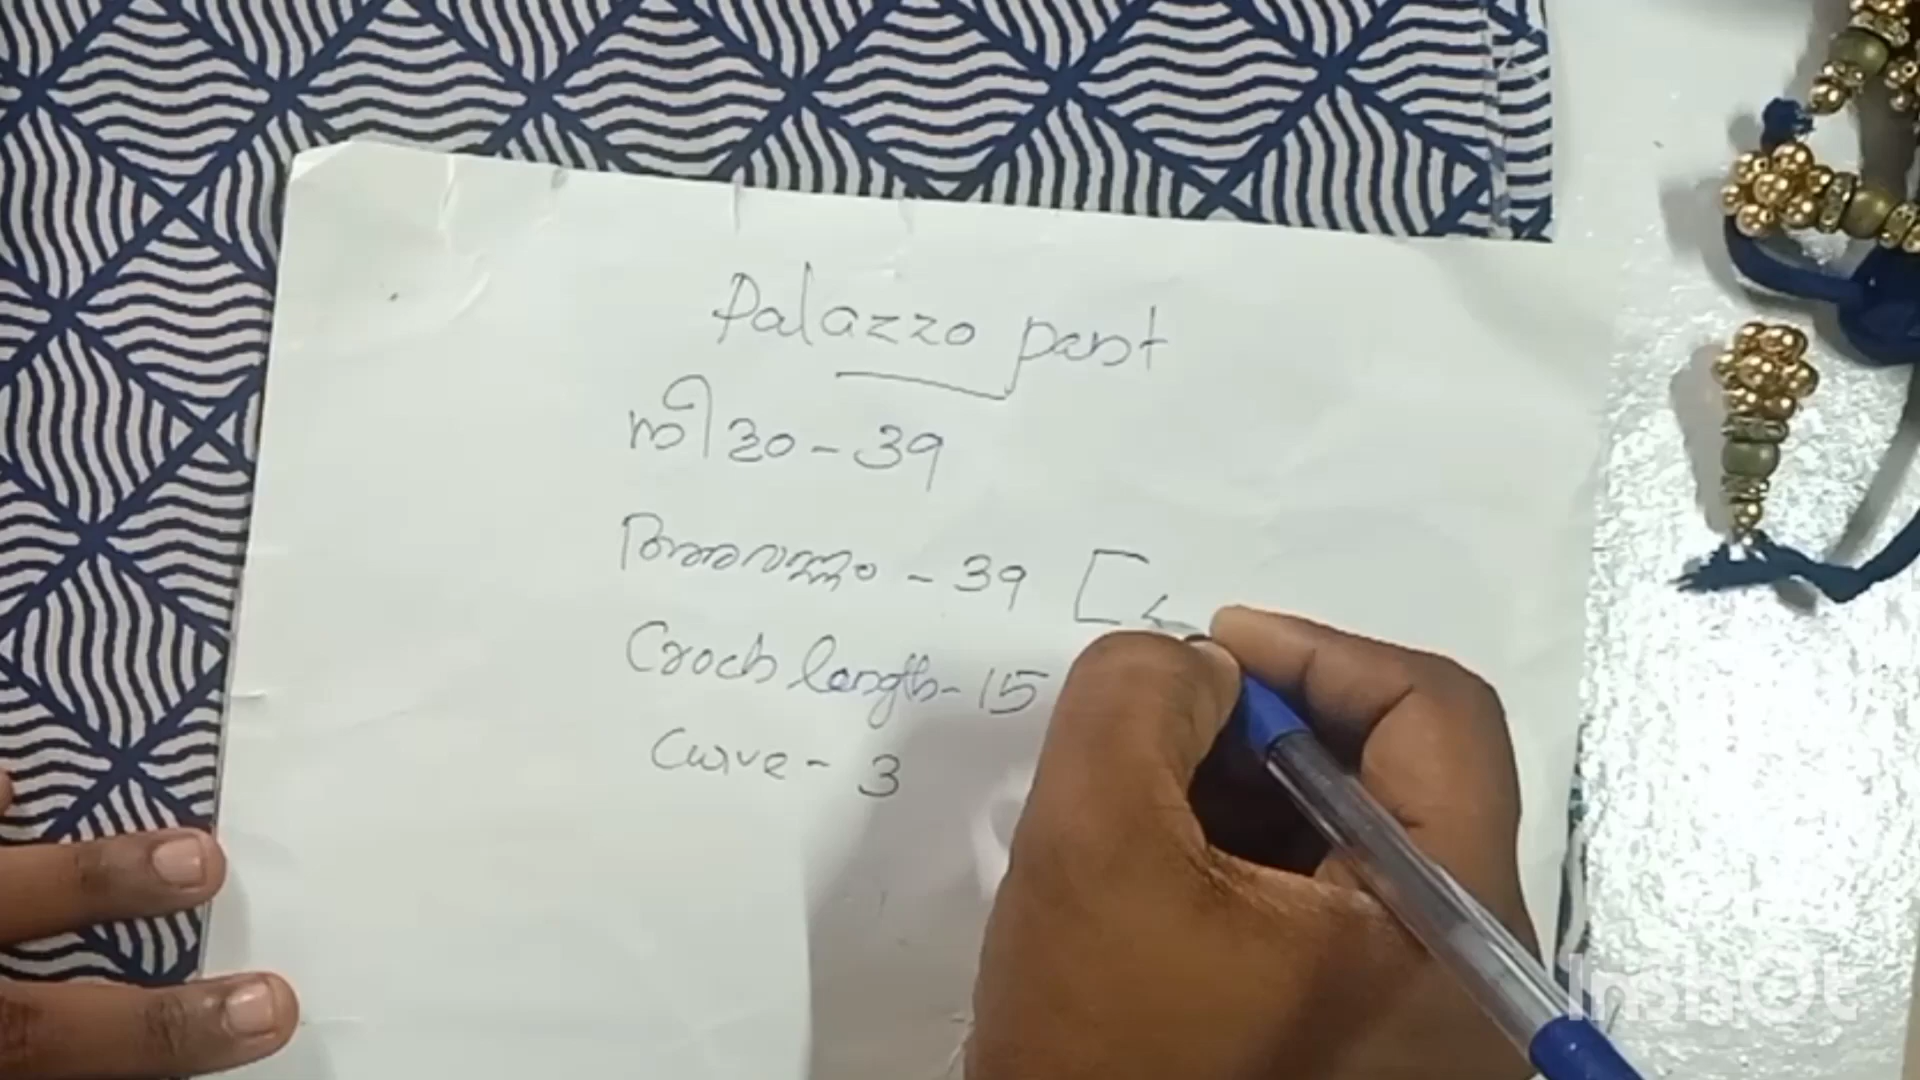 Palazzo pant
നീളം - 39
അരവണ്ണം - 39 [
Croch length - 15
Curve - 3
InshOt